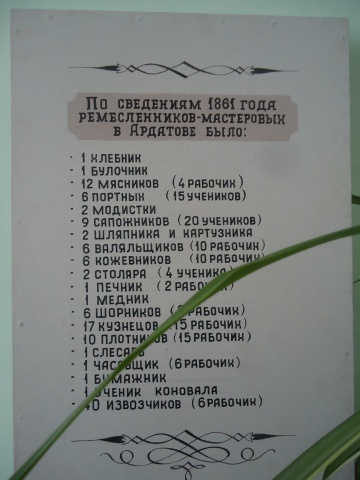 По сведениям 1861 года
ремесленников-мастеровых
в Ардатове было:
- 1 хлебник
- 1 булочник
- 12 мясников (4 рабочих)
- 6 портных (15 учеников)
- 2 модистки
- 9 сапожников (20 учеников)
- 2 шляпника и картузника
- 6 валяльщиков (10 рабочих)
- 6 кожевников (10 рабочих)
- 2 столяра (4 ученика)
- 1 печник (2 рабочих)
- 1 медник
- 6 шорников рабочих)
- 17 кузнецов (15 рабочих)
- 10 плотников (15 рабочих)
- 1 слесарь
- 1 часовщик (6 рабочих)
- 1 бумажник
- 1 ученик коновала
- 40 извозчиков (6 рабочих)